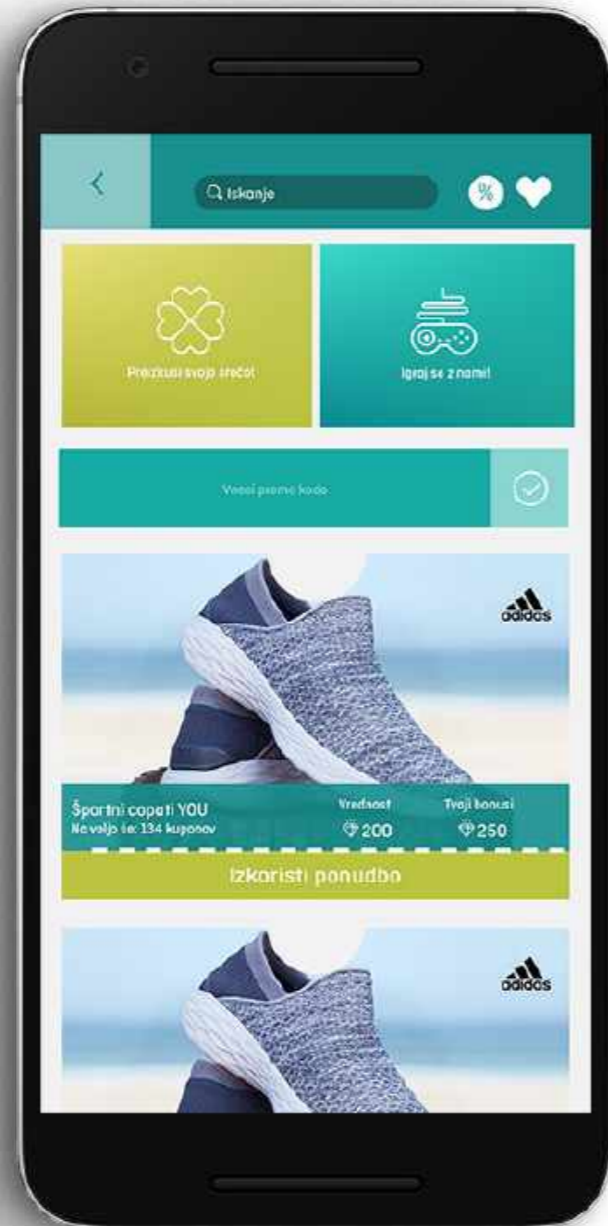 Iskanje
%
Preizkusi svojo srečo!
Igraj se z nami!
Vnesi promo kodo
adidas
Športni copati YOU
Vrednost
Tvoji bonusi
Na voljo še: 134 kuponov
200
250
Izkoristi ponudbo
adidas